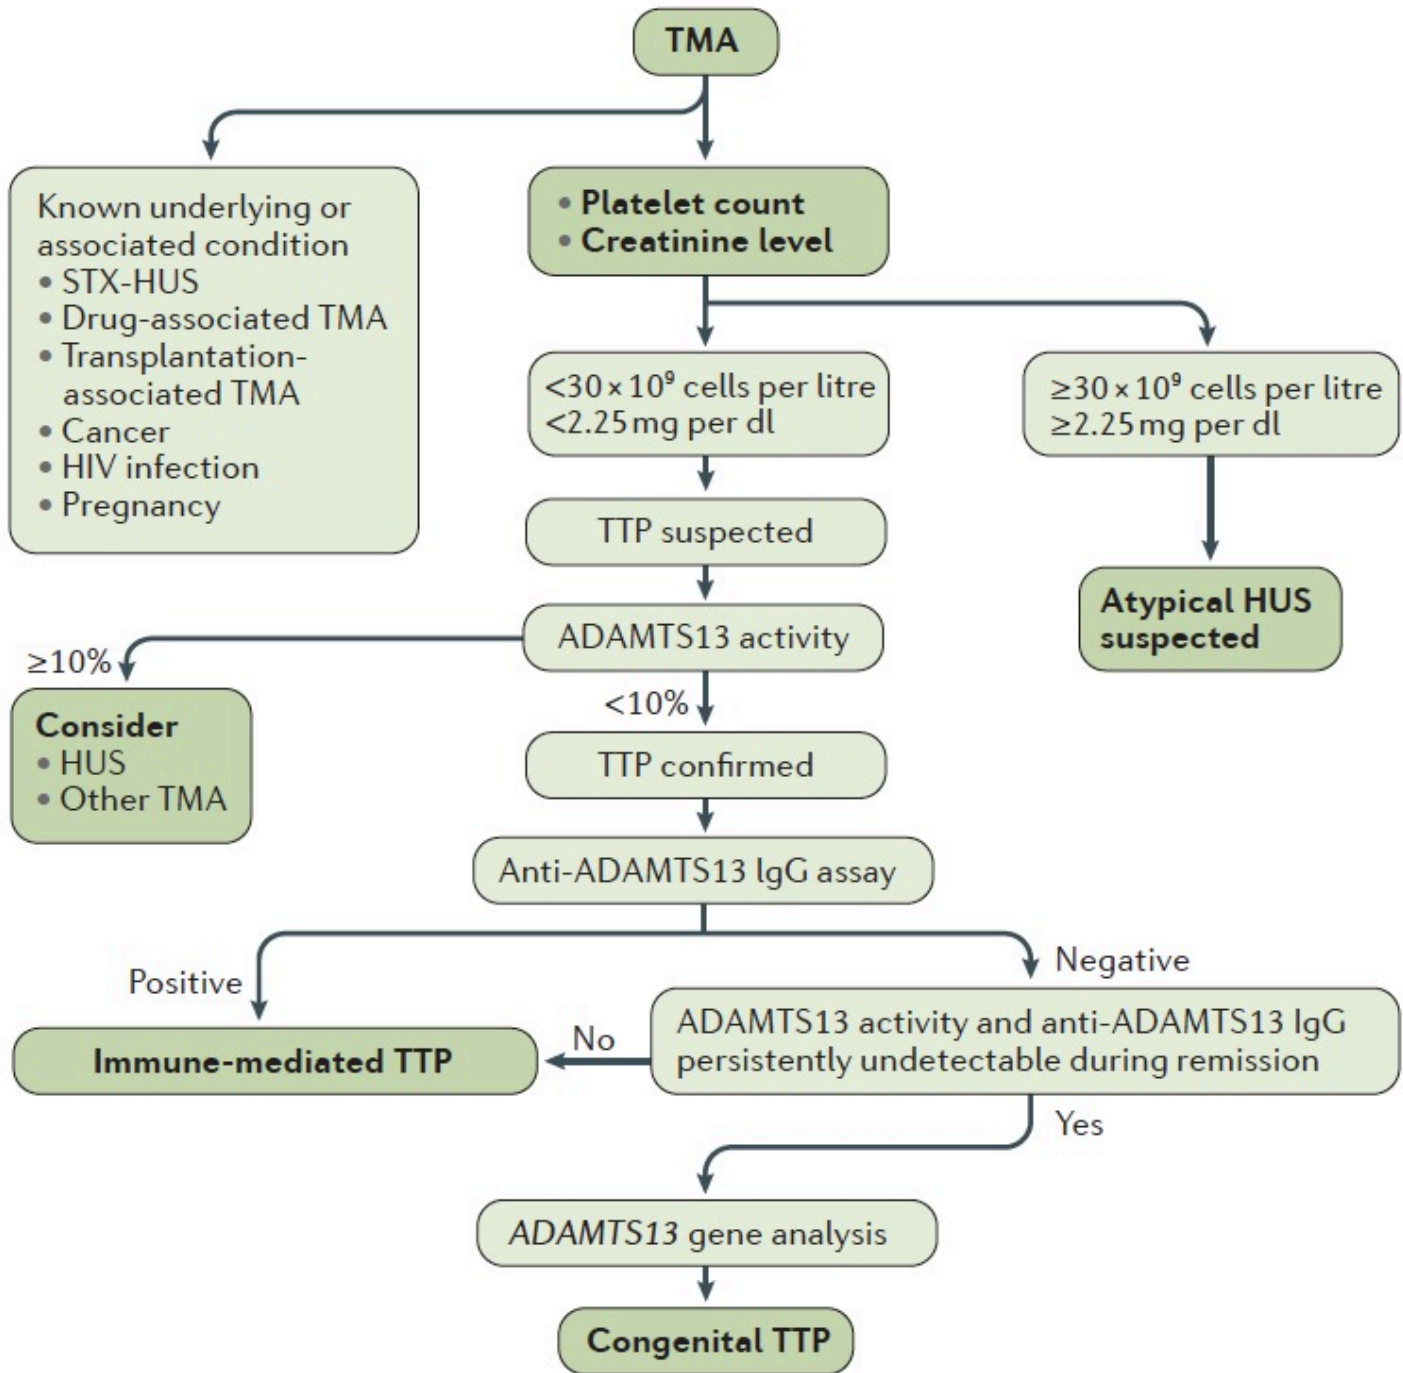 TMA
Known underlying or
associated condition
• STX-HUS
• Drug-associated TMA
• Transplantation-
associated TMA
• Cancer
• HIV infection
• Pregnancy
• Platelet count
• Creatinine level
<30 × 10⁹ cells per litre
<2.25 mg per dl
≥30 × 10⁹ cells per litre
≥2.25 mg per dl
TTP suspected
Atypical HUS
suspected
ADAMTS13 activity
≥10%
<10%
Consider
• HUS
• Other TMA
TTP confirmed
Anti-ADAMTS13 IgG assay
Positive
Negative
Immune-mediated TTP
No
ADAMTS13 activity and anti-ADAMTS13 IgG
persistently undetectable during remission
Yes
ADAMTS13 gene analysis
Congenital TTP